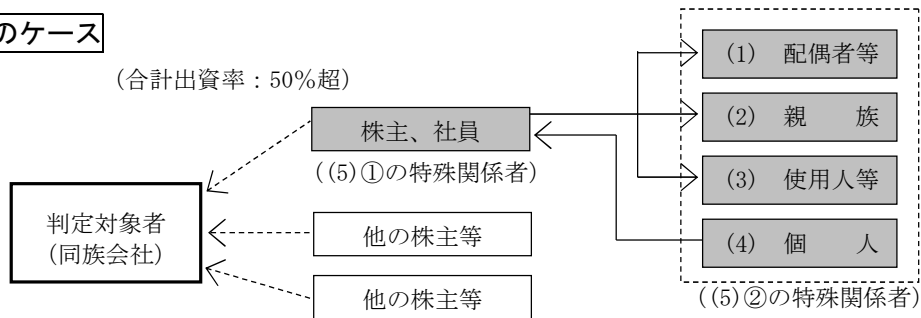 のケース
(合計出資率：50％超)
株主、社員
((5)①の特殊関係者)
判定対象者
(同族会社)
他の株主等
他の株主等
(1) 配偶者等
(2) 親　　族
(3) 使用人等
(4) 個　　人
((5)②の特殊関係者)